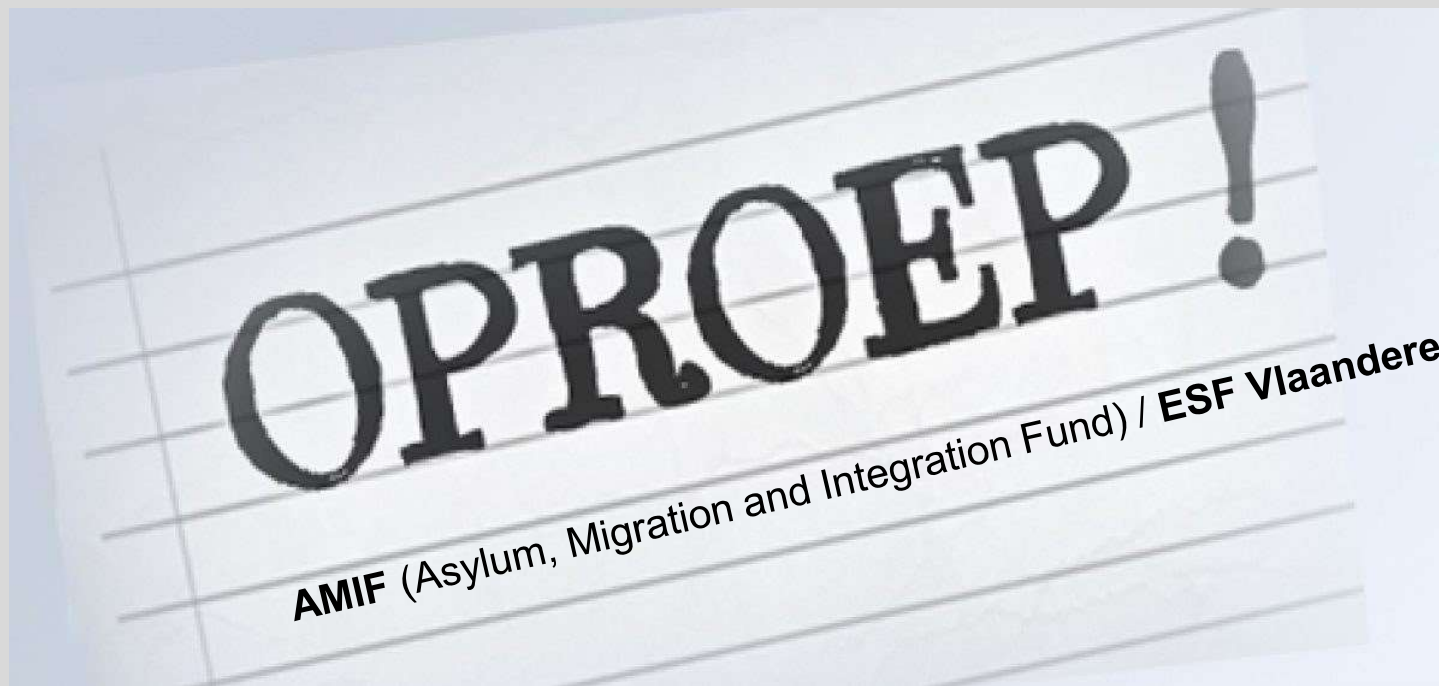 OPROEP !
AMIF (Asylum, Migration and Integration Fund) / ESF Vlaandere